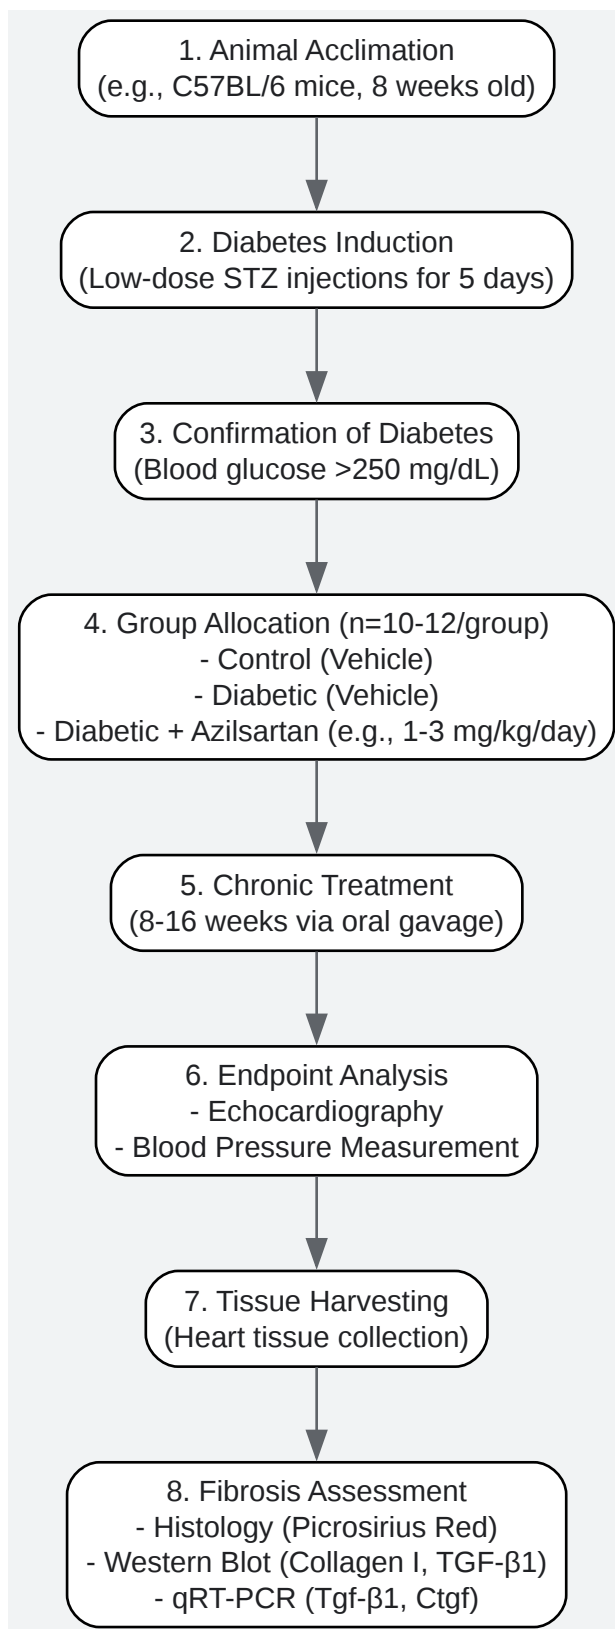 1. Animal Acclimation
(e.g., C57BL/6 mice, 8 weeks old)
2. Diabetes Induction
(Low-dose STZ injections for 5 days)
3. Confirmation of Diabetes
(Blood glucose >250 mg/dL)
4. Group Allocation (n=10-12/group)
- Control (Vehicle)
- Diabetic (Vehicle)
- Diabetic + Azilsartan (e.g., 1-3 mg/kg/day)
5. Chronic Treatment
(8-16 weeks via oral gavage)
6. Endpoint Analysis
- Echocardiography
- Blood Pressure Measurement
7. Tissue Harvesting
(Heart tissue collection)
8. Fibrosis Assessment
- Histology (Picrosirius Red)
- Western Blot (Collagen I, TGF-β1)
- qRT-PCR (Tgf-β1, Ctgf)